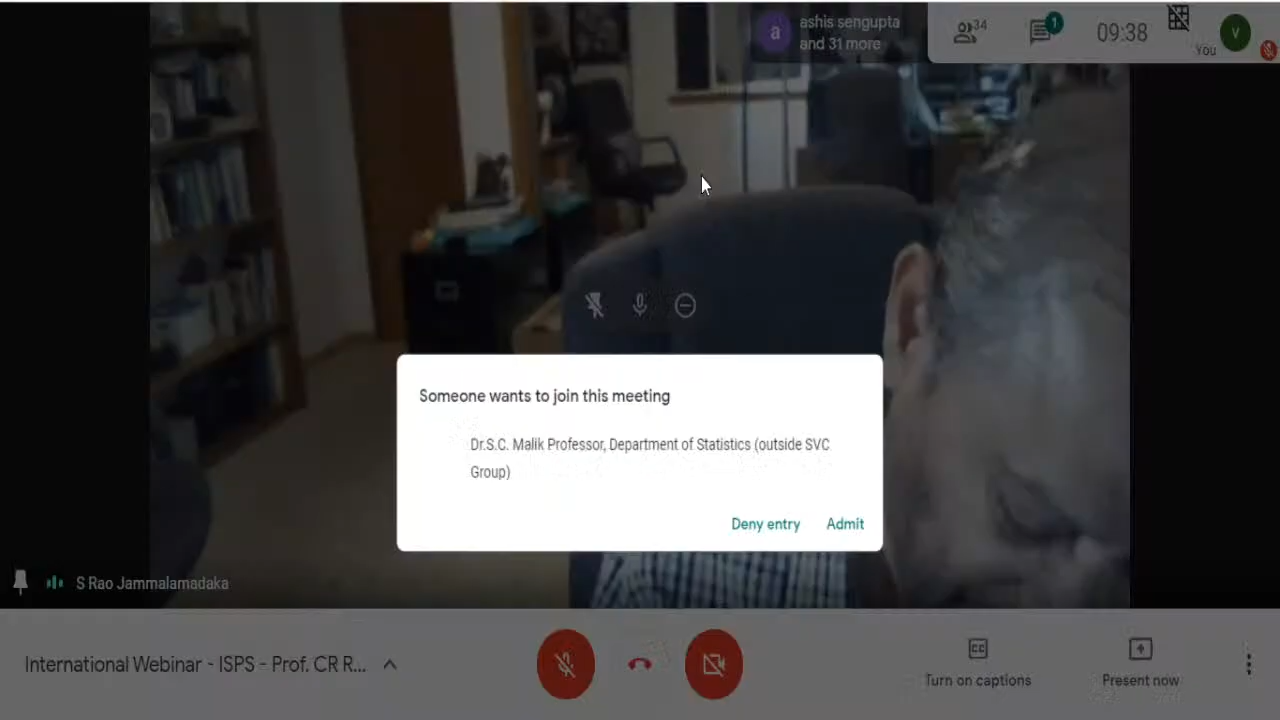 ashis sengupta
and 31 more
34
1
09:38
You
V
a
Someone wants to join this meeting
Dr.S.C. Malik Professor, Department of Statistics (outside SVC
Group)
Deny entry
Admit
S Rao Jammalamadaka
International Webinar - ISPS - Prof. CR R...
CC
Turn on captions
Present now